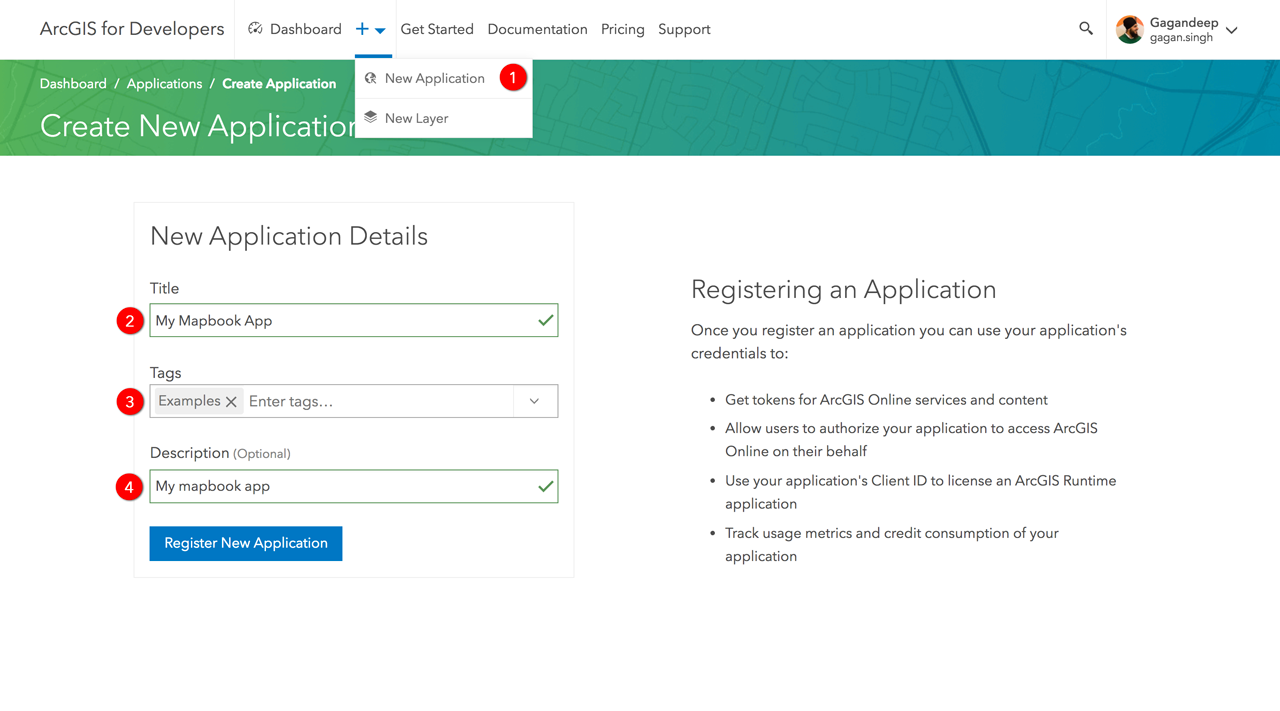 ArcGIS for Developers
Dashboard
Get Started
Documentation
Pricing
Support
Gagandeep
gagan.singh
Dashboard / Applications / Create Application
New Application
1
New Layer
Create New Application
New Application Details
Title
2
My Mapbook App
Tags
3
Examples
Enter tags...
Description (Optional)
4
My mapbook app
Register New Application
Registering an Application
Once you register an application you can use your application's
credentials to:
• Get tokens for ArcGIS Online services and content
• Allow users to authorize your application to access ArcGIS
Online on their behalf
• Use your application's Client ID to license an ArcGIS Runtime
application
• Track usage metrics and credit consumption of your
application